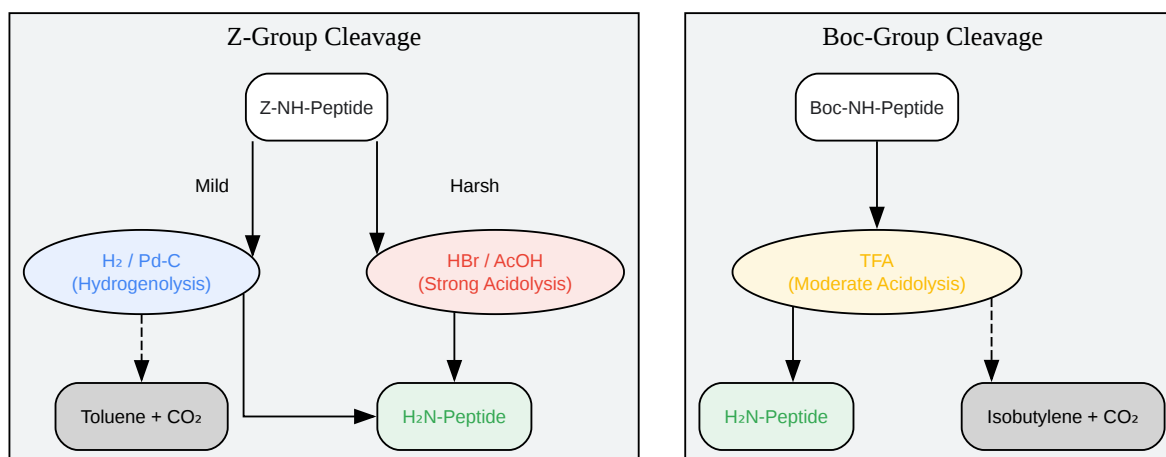 Z-Group Cleavage
Z-NH-Peptide
Mild
Harsh
H₂ / Pd-C
(Hydrogenolysis)
HBr / AcOH
(Strong Acidolysis)
Toluene + CO₂
H₂N-Peptide
Boc-Group Cleavage
Boc-NH-Peptide
TFA
(Moderate Acidolysis)
H₂N-Peptide
Isobutylene + CO₂